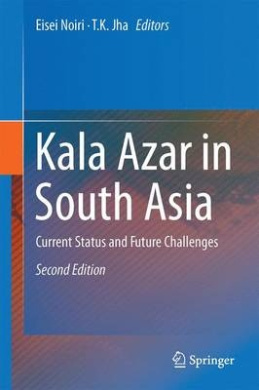 Eisei Noiri · T.K. Jha Editors
Kala Azar in
South Asia
Current Status and Future Challenges
Second Edition
Springer